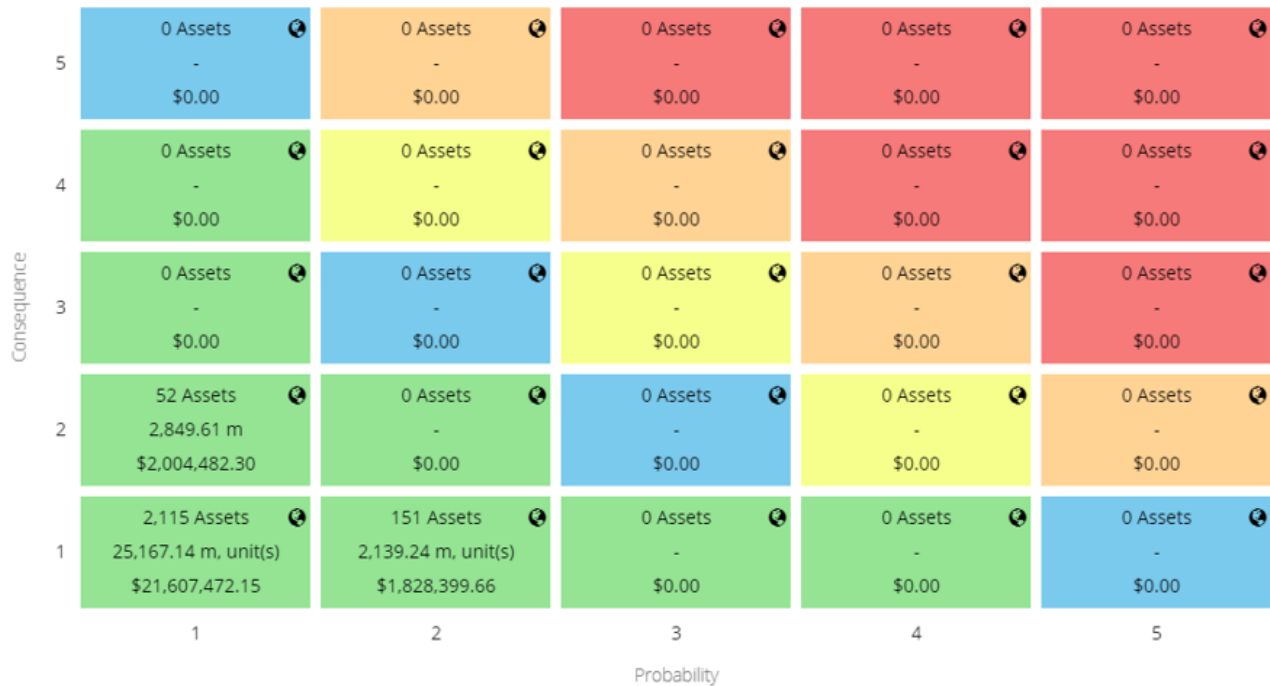 5
0 Assets
-
$0.00
0 Assets
-
$0.00
0 Assets
-
$0.00
0 Assets
-
$0.00
0 Assets
-
$0.00
4
0 Assets
-
$0.00
0 Assets
-
$0.00
0 Assets
-
$0.00
0 Assets
-
$0.00
0 Assets
-
$0.00
Consequence
3
0 Assets
-
$0.00
0 Assets
-
$0.00
0 Assets
-
$0.00
0 Assets
-
$0.00
0 Assets
-
$0.00
2
52 Assets
2,849.61 m
$2,004,482.30
0 Assets
-
$0.00
0 Assets
-
$0.00
0 Assets
-
$0.00
0 Assets
-
$0.00
1
2,115 Assets
25,167.14 m, unit(s)
$21,607,472.15
151 Assets
2,139.24 m, unit(s)
$1,828,399.66
0 Assets
-
$0.00
0 Assets
-
$0.00
0 Assets
-
$0.00
1 2 3 4 5
Probability